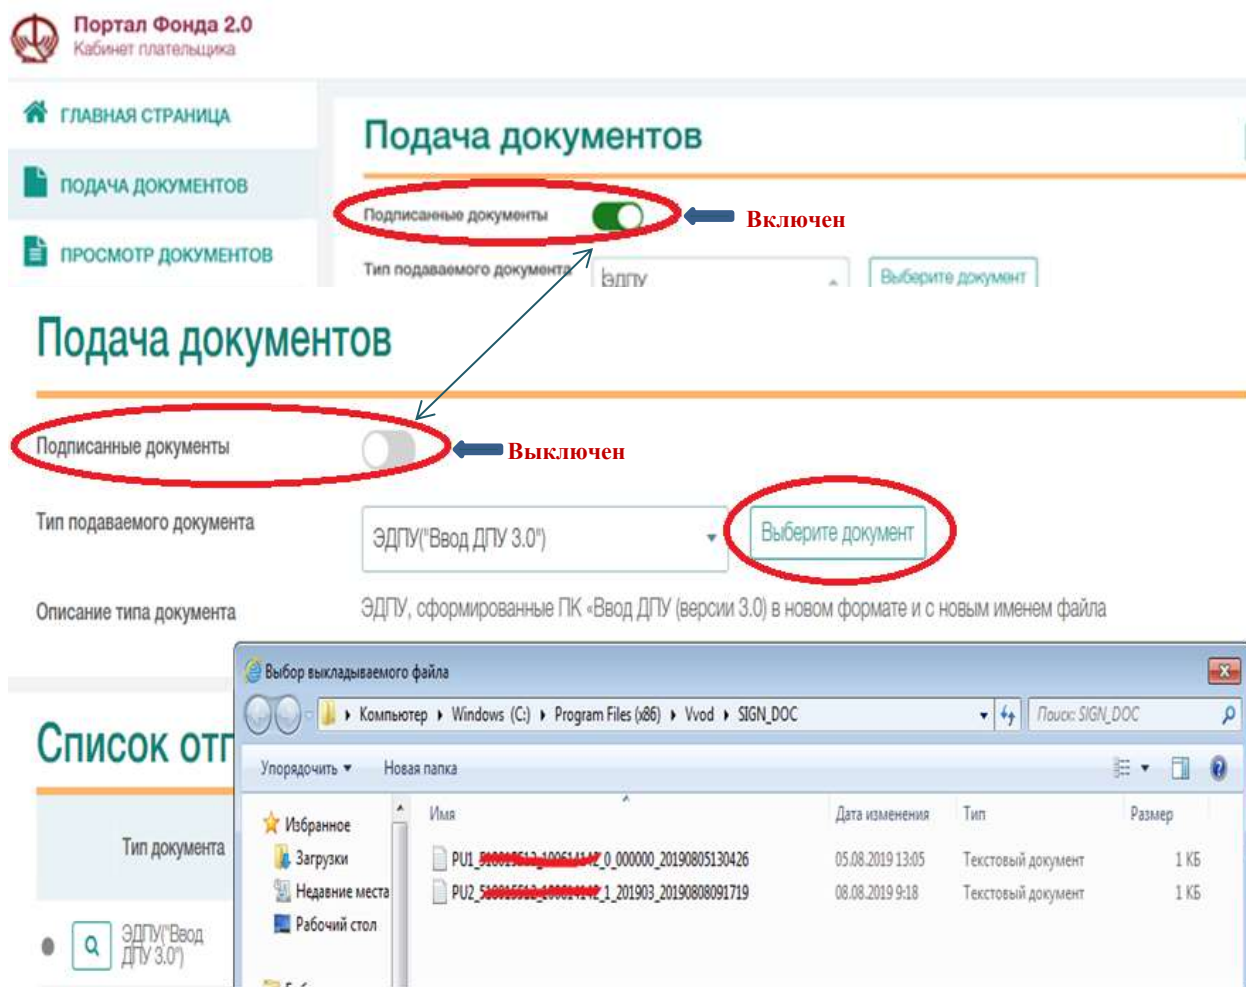 Портал Фонда 2.0
Кабинет плательщика
ГЛАВНАЯ СТРАНИЦА
ПОДАЧА ДОКУМЕНТОВ
ПРОСМОТР ДОКУМЕНТОВ
Подача документов
Подписанные документы
Включен
Тип подаваемого документа ЭДПУ Выберите документ
Подача документов
Подписанные документы
Выключен
Тип подаваемого документа ЭДПУ("Ввод ДПУ 3.0") Выберите документ
Описание типа документа ЭДПУ, сформированные ПК «Ввод ДПУ (версии 3.0) в новом формате и с новым именем файла
Список отп
Тип документа
ЭДПУ("Ввод
ДПУ 3.0")
Выбор выкладываемого файла
Компьютер Windows (C:) Program Files (x86) Vvod SIGN_DOC Поиск: SIGN_DOC
Упорядочить Новая папка
Избранное
Загрузки
Недавние места
Рабочий стол
Имя Дата изменения Тип Размер
PU1_ _0_000000_20190805130426 05.08.2019 13:05 Текстовый документ 1 КБ
PU2_ _1_201903_20190808091719 08.08.2019 9:18 Текстовый документ 1 КБ